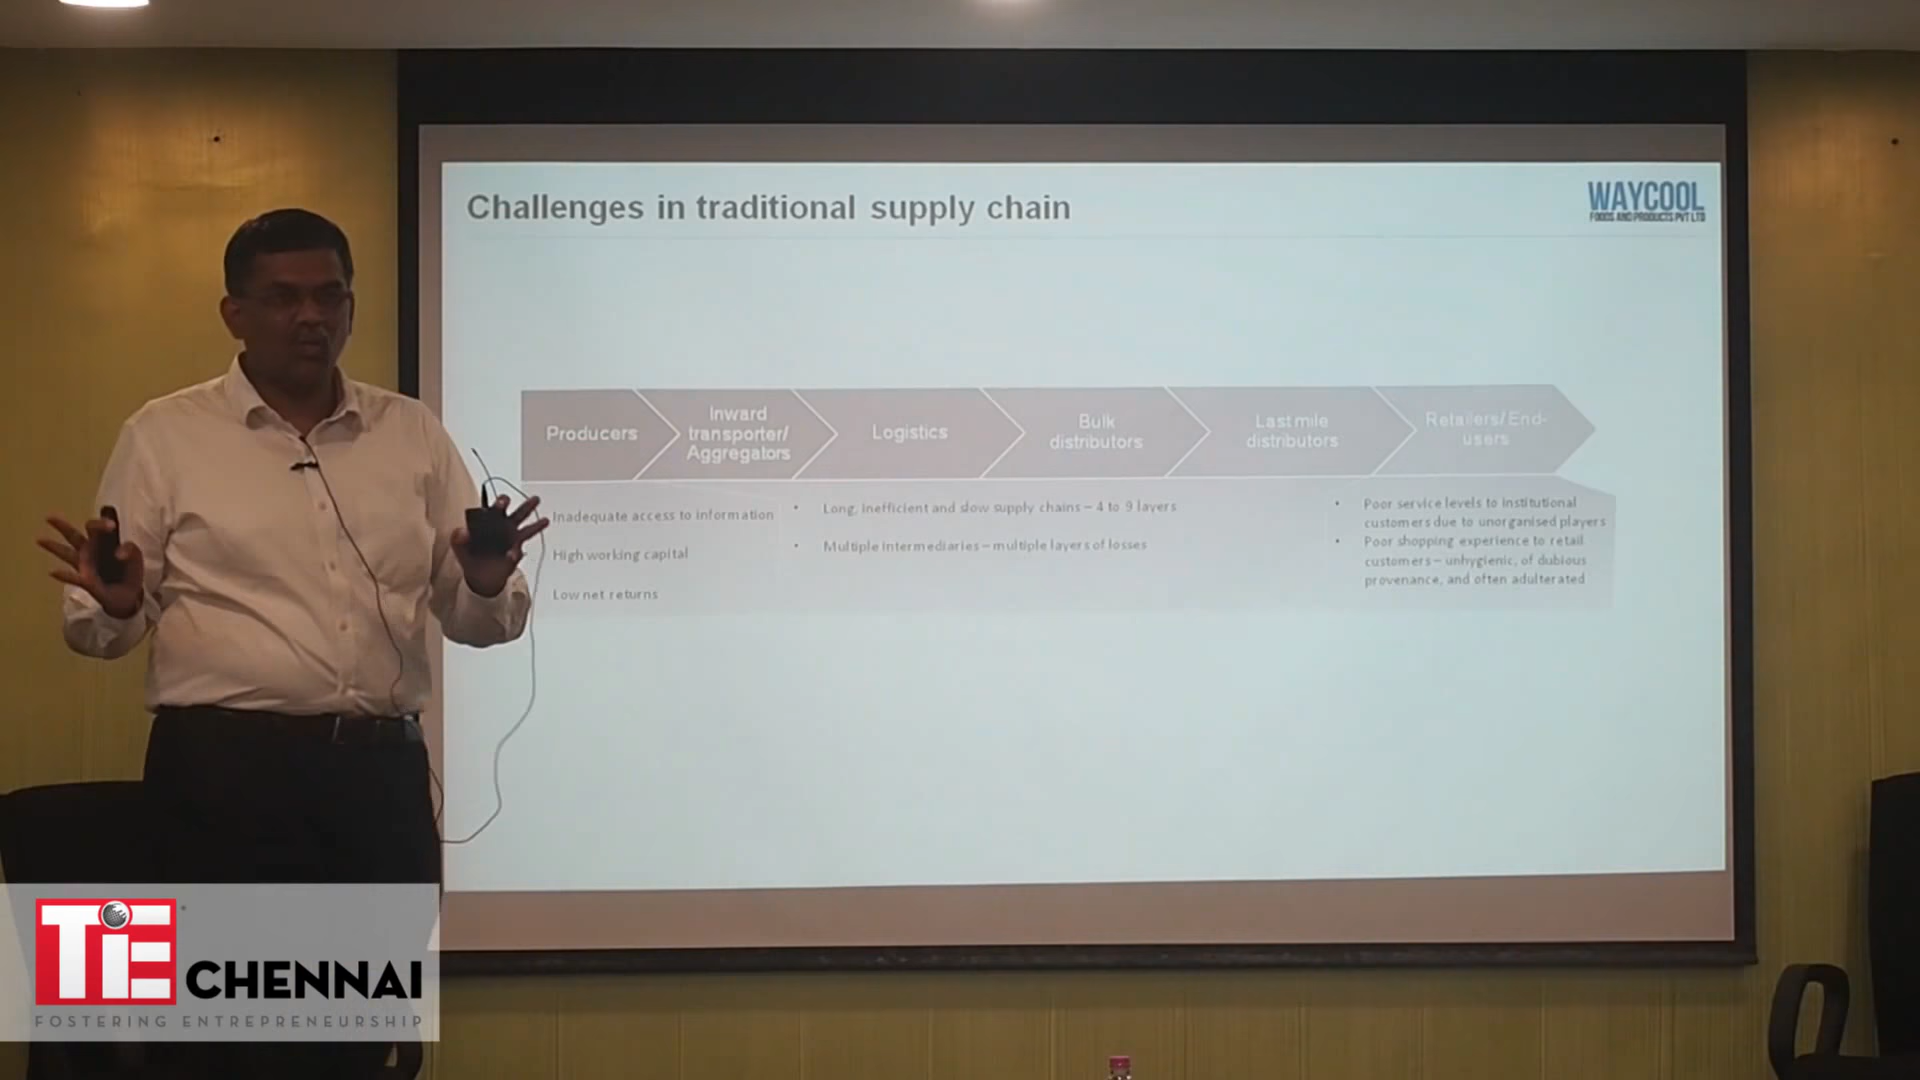 Challenges in traditional supply chain
WAYCOOL
FOODS AND PRODUCTS PVT LTD
Producers
Inward
transporter/
Aggregators
Logistics
Bulk
distributors
Last mile
distributors
Retailers/End-
users
Inadequate access to information
High working capital
Low net returns
• Long, inefficient and slow supply chains – 4 to 9 layers
• Multiple intermediaries – multiple layers of losses
• Poor service levels to institutional
customers due to unorganised players
• Poor shopping experience to retail
customers – unhygienic, of dubious
provenance, and often adulterated
TiE CHENNAI
FOSTERING ENTREPRENEURSHIP